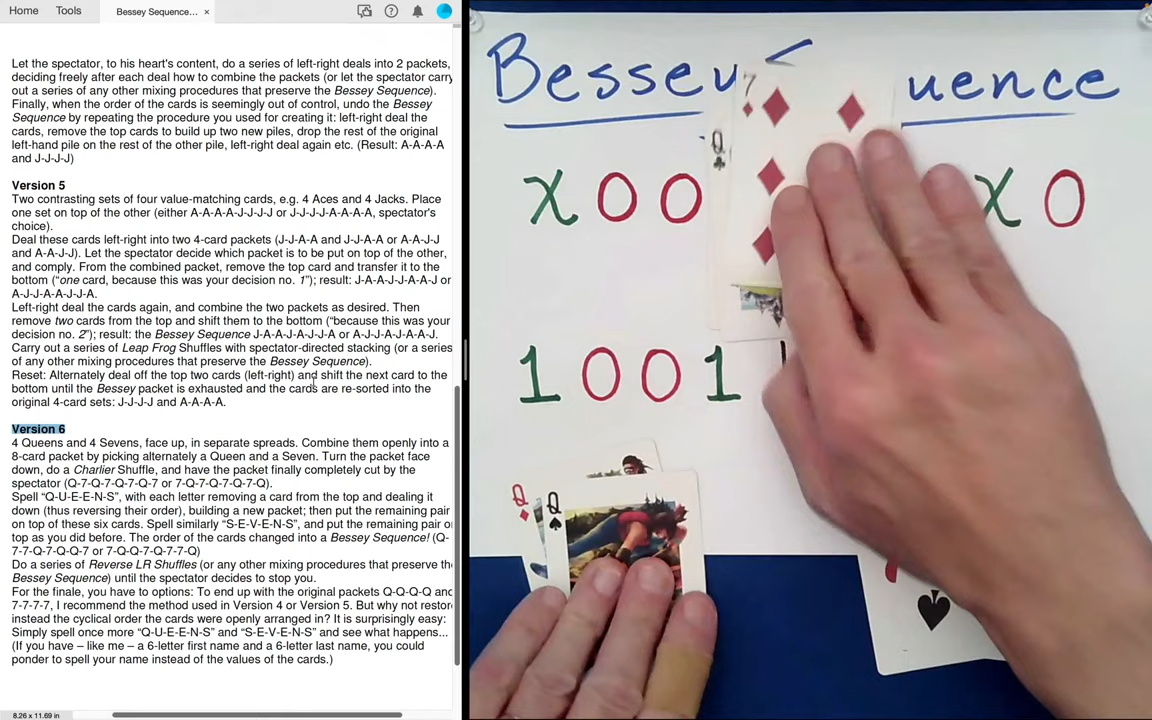 Home Tools Bessey Sequence... ×
Let the spectator, to his heart's content, do a series of left-right deals into 2 packets,
deciding freely after each deal how to combine the packets (or let the spectator carry
out a series of any other mixing procedures that preserve the Bessey Sequence).
Finally, when the order of the cards is seemingly out of control, undo the Bessey
Sequence by repeating the procedure you used for creating it: left-right deal the
cards, remove the top cards to build up two new piles, drop the rest of the original
left-hand pile on the rest of the other pile, left-right deal again etc. (Result: A-A-A-A
and J-J-J-J)
Version 5
Two contrasting sets of four value-matching cards, e.g. 4 Aces and 4 Jacks. Place
one set on top of the other (either A-A-A-A-J-J-J-J or J-J-J-J-A-A-A-A, spectator's
choice).
Deal these cards left-right into two 4-card packets (J-J-A-A and J-J-A-A or A-A-J-J
and A-A-J-J). Let the spectator decide which packet is to be put on top of the other,
and comply. From the combined packet, remove the top card and transfer it to the
bottom ("one card, because this was your decision no. 1"); result: J-A-A-J-J-A-A-J or
A-J-J-A-A-J-J-A.
Left-right deal the cards again, and combine the two packets as desired. Then
remove two cards from the top and shift them to the bottom ("because this was your
decision no. 2"); result: the Bessey Sequence J-A-A-J-A-J-J-A or A-J-J-A-J-A-A-J.
Carry out a series of Leap Frog Shuffles with spectator-directed stacking (or a series
of any other mixing procedures that preserve the Bessey Sequence).
Reset: Alternately deal off the top two cards (left-right) and shift the next card to the
bottom until the Bessey packet is exhausted and the cards are re-sorted into the
original 4-card sets: J-J-J-J and A-A-A-A.
Version 6
4 Queens and 4 Sevens, face up, in separate spreads. Combine them openly into a
8-card packet by picking alternately a Queen and a Seven. Turn the packet face
down, do a Charlier Shuffle, and have the packet finally completely cut by the
spectator (Q-7-Q-7-Q-7-Q-7 or 7-Q-7-Q-7-Q-7-Q).
Spell "Q-U-E-E-N-S", with each letter removing a card from the top and dealing it
down (thus reversing their order), building a new packet; then put the remaining pair
on top of these six cards. Spell similarly "S-E-V-E-N-S", and put the remaining pair o
top as you did before. The order of the cards changed into a Bessey Sequence! (Q-
7-7-Q-7-Q-Q-7 or 7-Q-Q-7-Q-7-7-Q)
Do a series of Reverse LR Shuffles (or any other mixing procedures that preserve th
Bessey Sequence) until the spectator decides to stop you.
For the finale, you have to options: To end up with the original packets Q-Q-Q-Q and
7-7-7-7, I recommend the method used in Version 4 or Version 5. But why not restor
instead the cyclical order the cards were openly arranged in? It is surprisingly easy:
Simply spell once more "Q-U-E-E-N-S" and "S-E-V-E-N-S" and see what happens...
(If you have – like me – a 6-letter first name and a 6-letter last name, you could
ponder to spell your name instead of the values of the cards.)
8.26 x 11.69 in
Bessey uence
X O O X O
1 0 0 1
7
Q
Q
Q